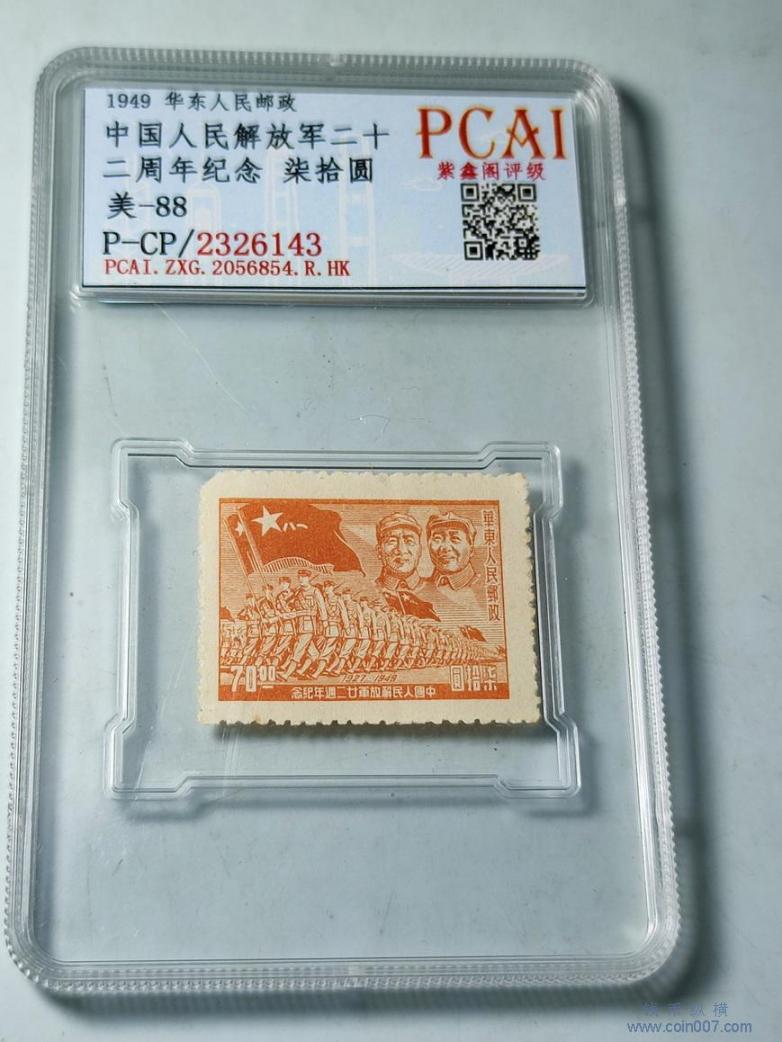 1949 华东人民邮政
中国人民解放军二十
二周年纪念 柒拾圆
美-88
P-CP/2326143
PCAI.ZXG.2056854.R.HK
PCAI
紫鑫阁评级
八一
華東人民郵政
1927-1949
70.00
念紀年週二廿軍放解民人國中
圓拾柒
钱币纵横
www.coin007.com